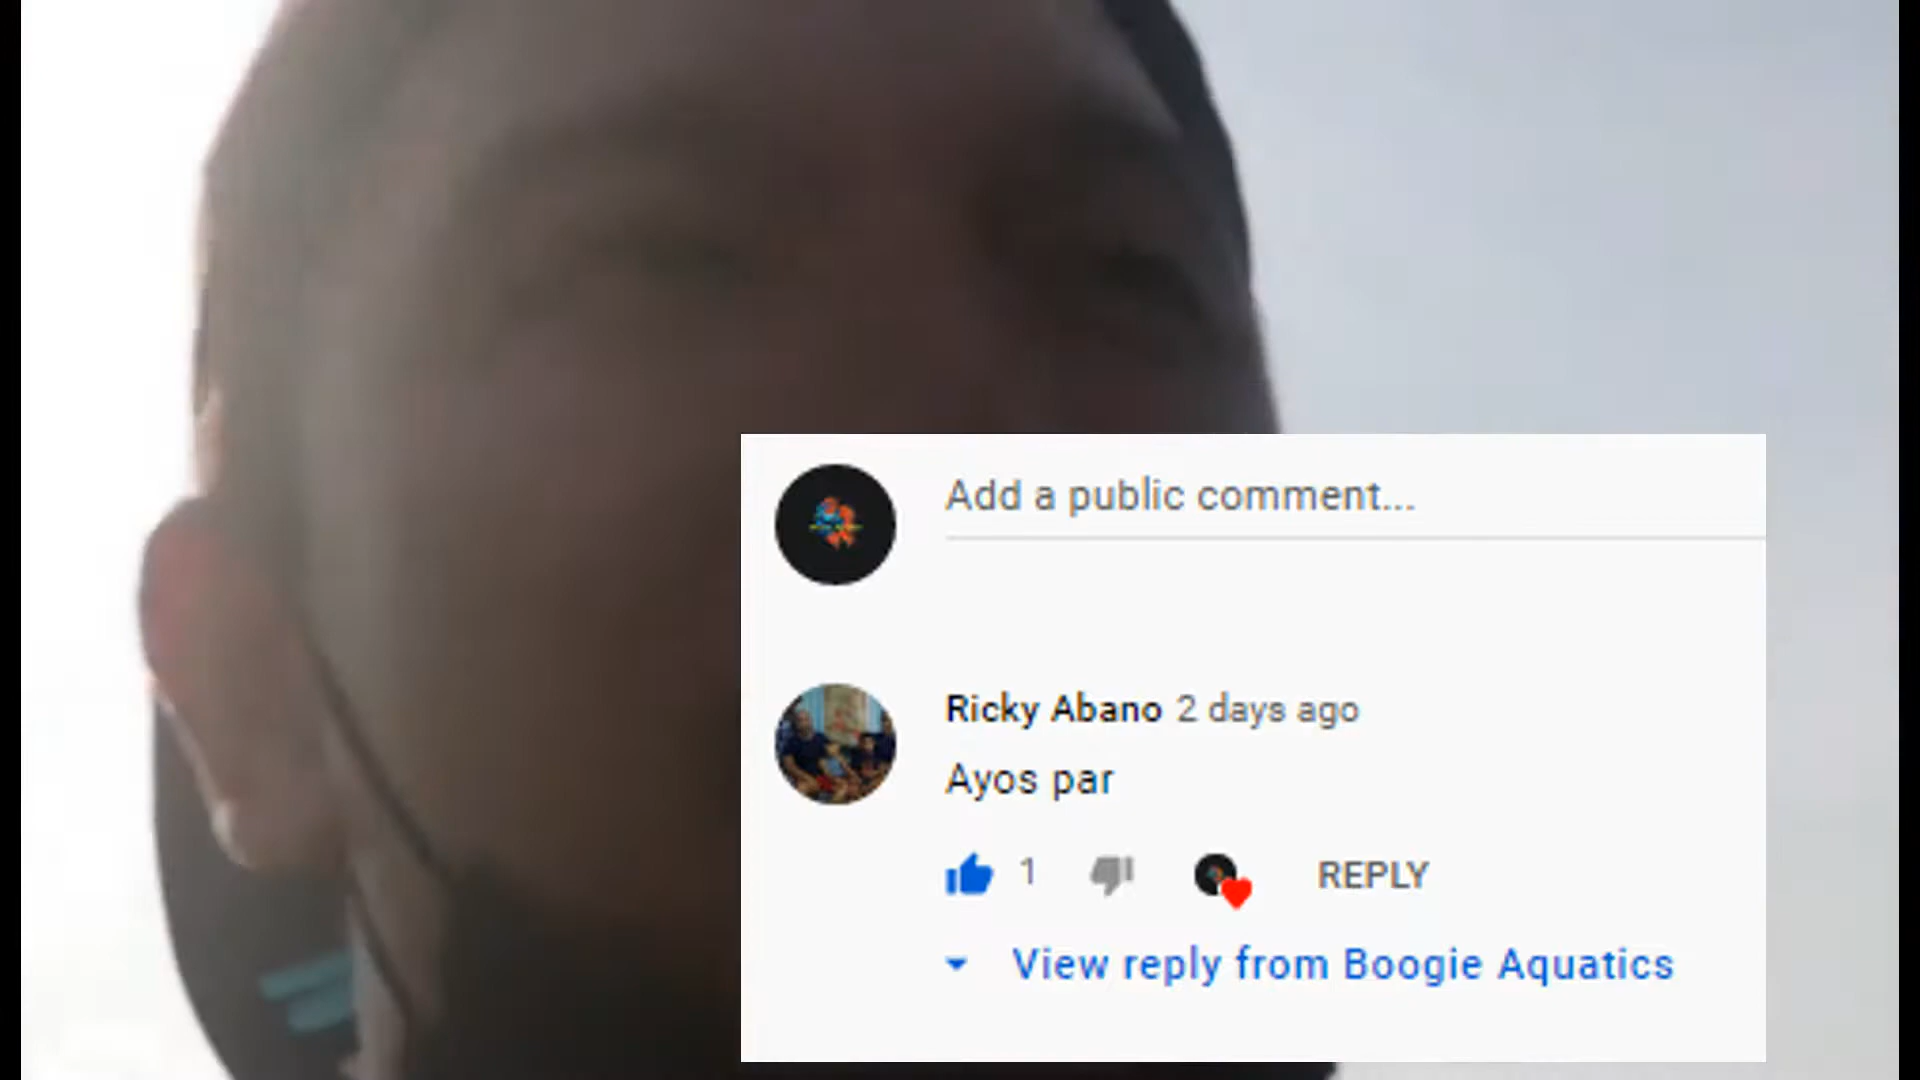 Add a public comment...
Ricky Abano 2 days ago
Ayos par
1 REPLY
View reply from Boogie Aquatics